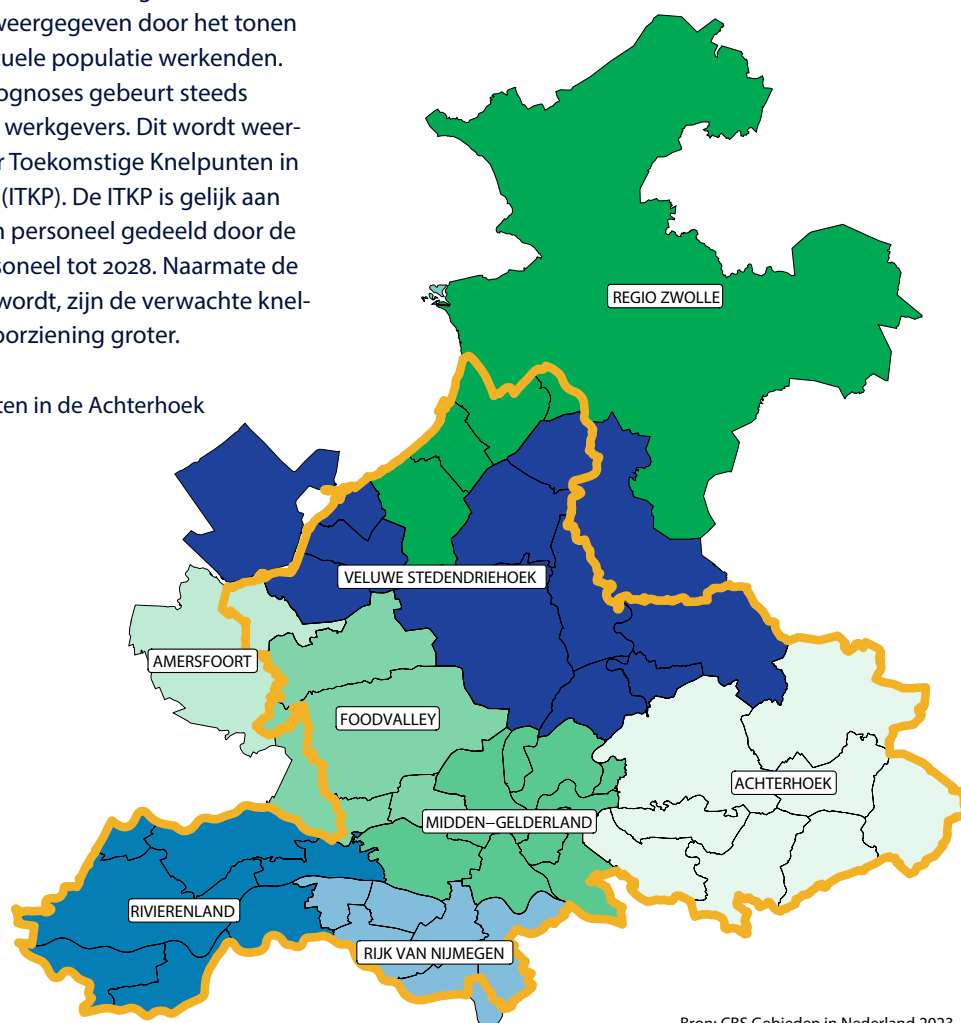 weergegeven door het tonen
tuele populatie werkenden.
ognoses gebeurt steeds
werkgevers. Dit wordt weer-
r Toekomstige Knelpunten in
(ITKP). De ITKP is gelijk aan
n personeel gedeeld door de
soneel tot 2028. Naarmate de
wordt, zijn de verwachte knel-
oorziening groter.
ten in de Achterhoek
REGIO ZWOLLE
VELUWE STEDENDRIEHOEK
AMERSFOORT
FOODVALLEY
ACHTERHOEK
MIDDEN–GELDERLAND
RIVIERENLAND
RIJK VAN NIJMEGEN
Bron: CBS Gebieden in Nederland 2023